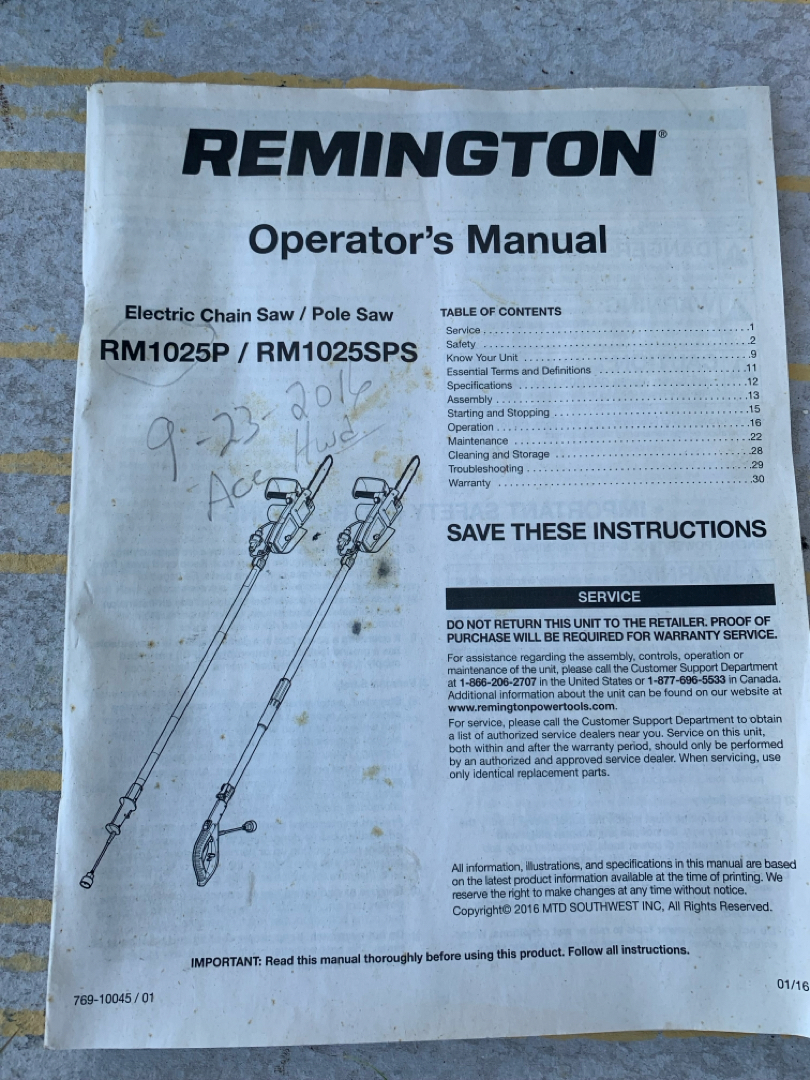 REMINGTON®
Operator's Manual
Electric Chain Saw / Pole Saw
RM1025P / RM1025SPS
9-23-2016
Ace Hwd
TABLE OF CONTENTS
Service . . . . . . . . . . . . . . . . . . . . . . . . . . . . . . . . . . . . . . . . . . . .1
Safety . . . . . . . . . . . . . . . . . . . . . . . . . . . . . . . . . . . . . . . . . . . .2
Know Your Unit . . . . . . . . . . . . . . . . . . . . . . . . . . . . . . . . . . . . .9
Essential Terms and Definitions . . . . . . . . . . . . . . . . . . . . . . . .11
Specifications . . . . . . . . . . . . . . . . . . . . . . . . . . . . . . . . . . . . .12
Assembly . . . . . . . . . . . . . . . . . . . . . . . . . . . . . . . . . . . . . . . . .13
Starting and Stopping . . . . . . . . . . . . . . . . . . . . . . . . . . . . . . .15
Operation . . . . . . . . . . . . . . . . . . . . . . . . . . . . . . . . . . . . . . . . .16
Maintenance . . . . . . . . . . . . . . . . . . . . . . . . . . . . . . . . . . . . . .22
Cleaning and Storage . . . . . . . . . . . . . . . . . . . . . . . . . . . . . . .28
Troubleshooting . . . . . . . . . . . . . . . . . . . . . . . . . . . . . . . . . . . .29
Warranty . . . . . . . . . . . . . . . . . . . . . . . . . . . . . . . . . . . . . . . . .30
SAVE THESE INSTRUCTIONS
SERVICE
DO NOT RETURN THIS UNIT TO THE RETAILER. PROOF OF
PURCHASE WILL BE REQUIRED FOR WARRANTY SERVICE.
For assistance regarding the assembly, controls, operation or
maintenance of the unit, please call the Customer Support Department
at 1-866-206-2707 in the United States or 1-877-696-5533 in Canada.
Additional information about the unit can be found on our website at
www.remingtonpowertools.com.
For service, please call the Customer Support Department to obtain
a list of authorized service dealers near you. Service on this unit,
both within and after the warranty period, should only be performed
by an authorized and approved service dealer. When servicing, use
only identical replacement parts.
All information, illustrations, and specifications in this manual are based
on the latest product information available at the time of printing. We
reserve the right to make changes at any time without notice.
Copyright© 2016 MTD SOUTHWEST INC, All Rights Reserved.
IMPORTANT: Read this manual thoroughly before using this product. Follow all instructions.
769-10045 / 01
01/16